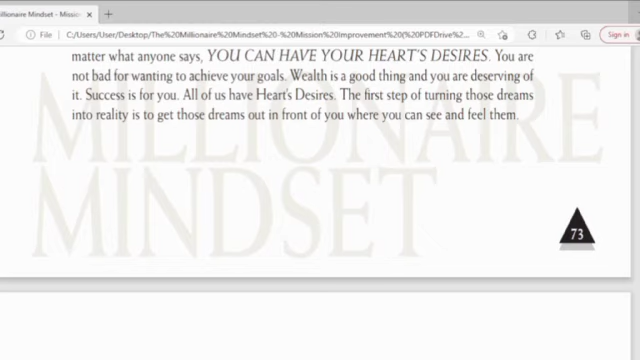 illionaire Mindset - Mission
File
C:/Users/User/Desktop/The%20Millionaire%20Mindset%20-%20Mission%20Improvement%20(%20PDFDrive%2...
Sign in
matter what anyone says, YOU CAN HAVE YOUR HEART'S DESIRES. You are
not bad for wanting to achieve your goals. Wealth is a good thing and you are deserving of
it. Success is for you. All of us have Heart's Desires. The first step of turning those dreams
into reality is to get those dreams out in front of you where you can see and feel them.
MILLIONAIRE
MINDSET
73